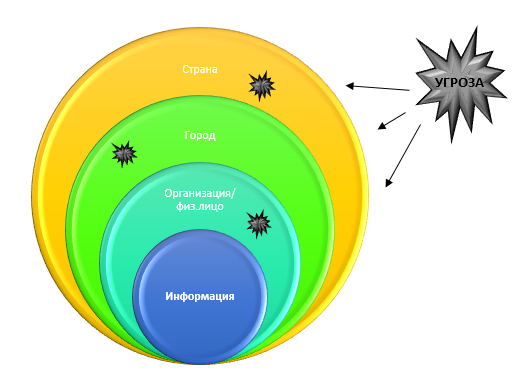 Страна
УГРОЗА
Город
Организация/
физ.лицо
Информация